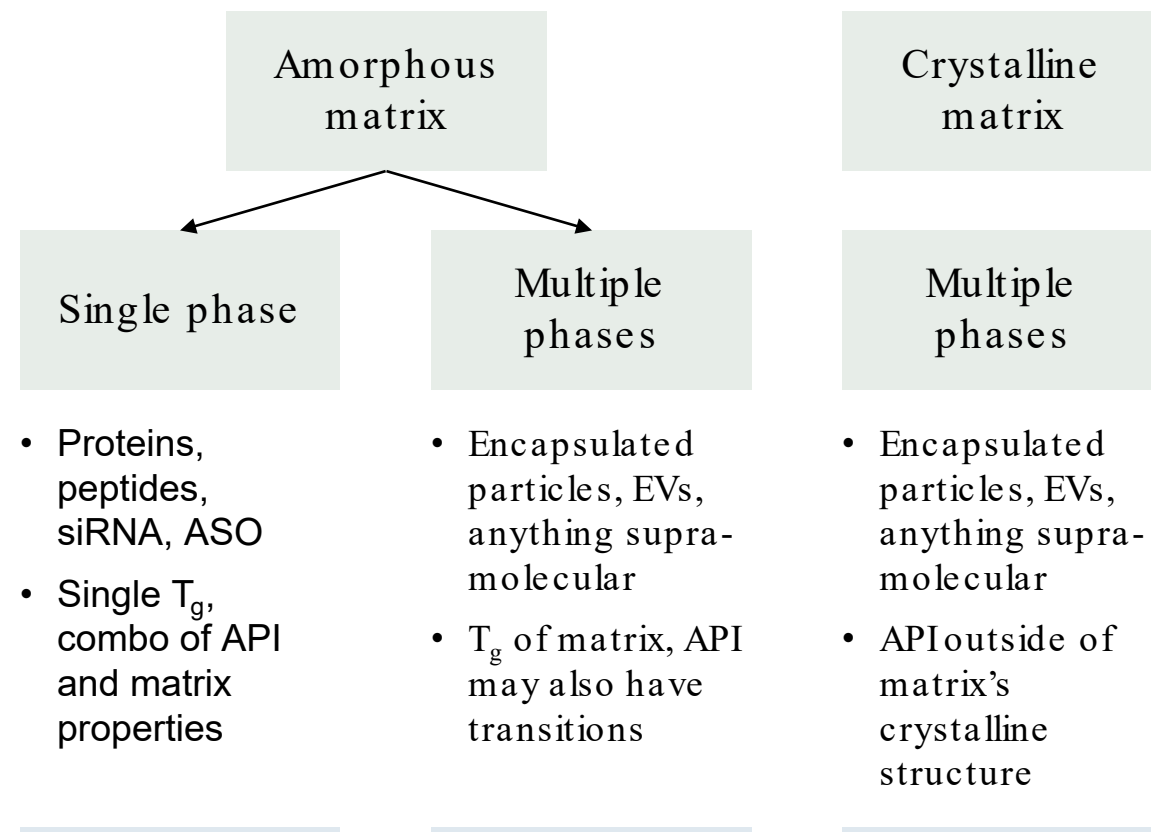 Amorphous
matrix
Crystalline
matrix
Single phase
Multiple
phases
Multiple
phases
• Proteins,
peptides,
siRNA, ASO
• Single Tg,
combo of API
and matrix
properties
• Encapsulated
particles, EVs,
anything supra-
molecular
• Tg of matrix, API
may also have
transitions
• Encapsulated
particles, EVs,
anything supra-
molecular
• API outside of
matrix’s
crystalline
structure